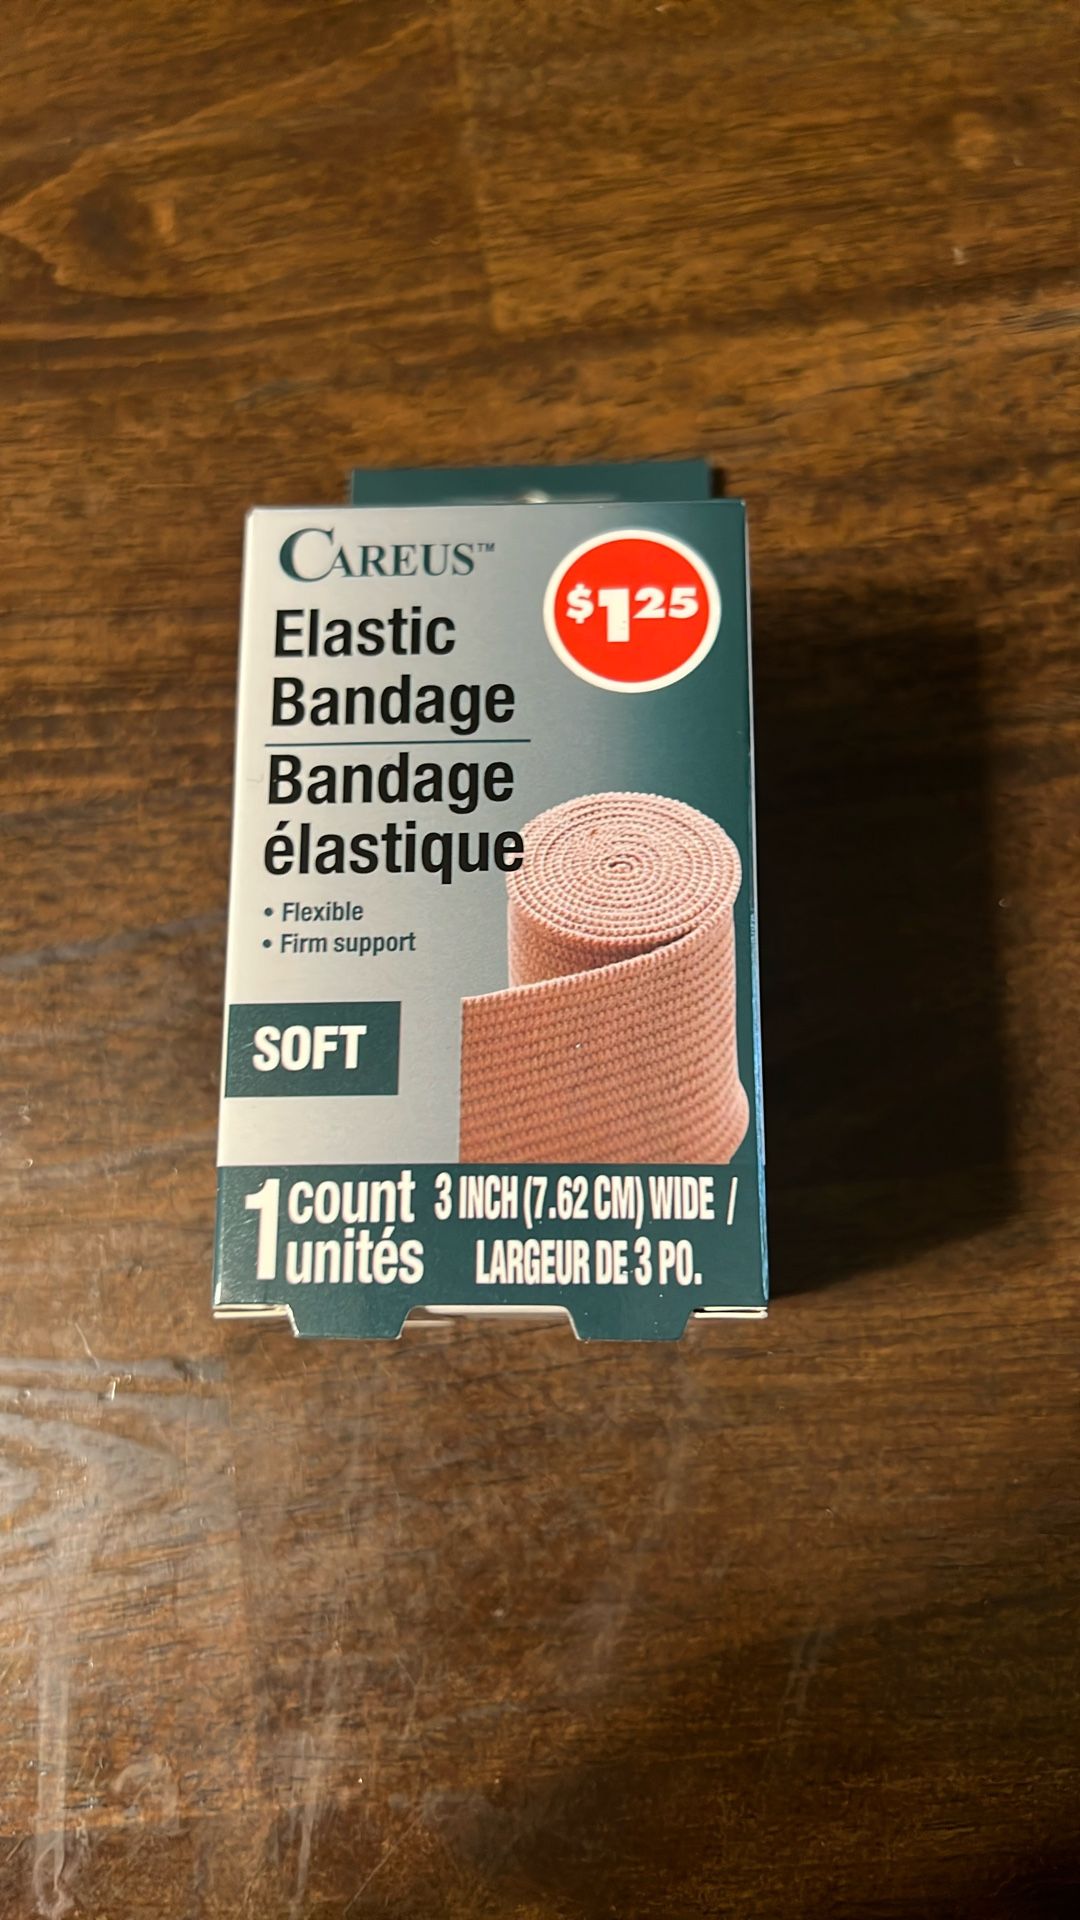 CAREUS™
$1.25
Elastic
Bandage
Bandage
élastique
• Flexible
• Firm support
SOFT
1 count
unités
3 INCH (7.62 CM) WIDE /
LARGEUR DE 3 PO.